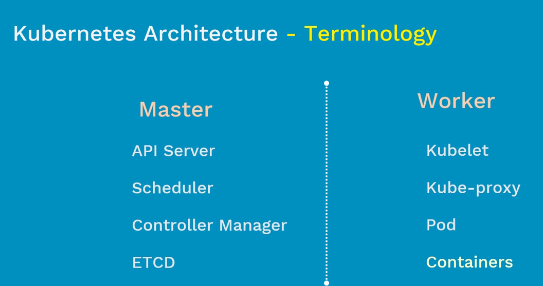 Kubernetes Architecture - Terminology
Master
API Server
Scheduler
Controller Manager
ETCD
Worker
Kubelet
Kube-proxy
Pod
Containers